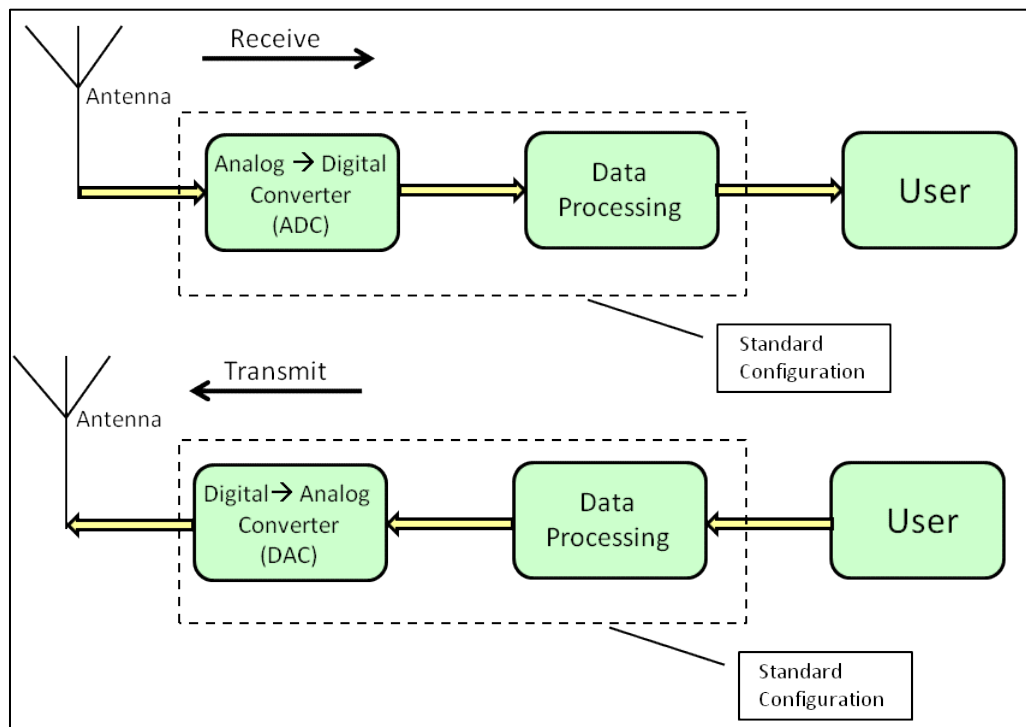 Receive
Antenna
Analog → Digital
Converter
(ADC)
Data
Processing
User
Standard
Configuration
Transmit
Antenna
Digital→ Analog
Converter
(DAC)
Data
Processing
User
Standard
Configuration